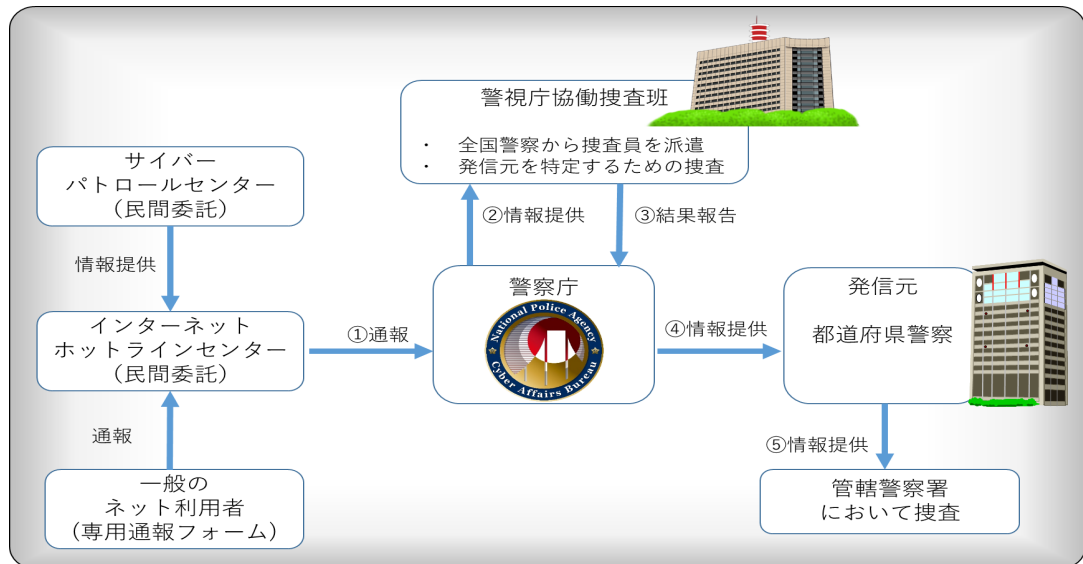 警視庁協働捜査班
・ 全国警察から捜査員を派遣
・ 発信元を特定するための捜査
サイバー
パトロールセンター
（民間委託）
②情報提供
③結果報告
情報提供
警察庁
National Police Agency
Cyber Affairs Bureau
発信元
都道府県警察
インターネット
ホットラインセンター
（民間委託）
①通報
④情報提供
通報
⑤情報提供
一般の
ネット利用者
（専用通報フォーム）
管轄警察署
において捜査